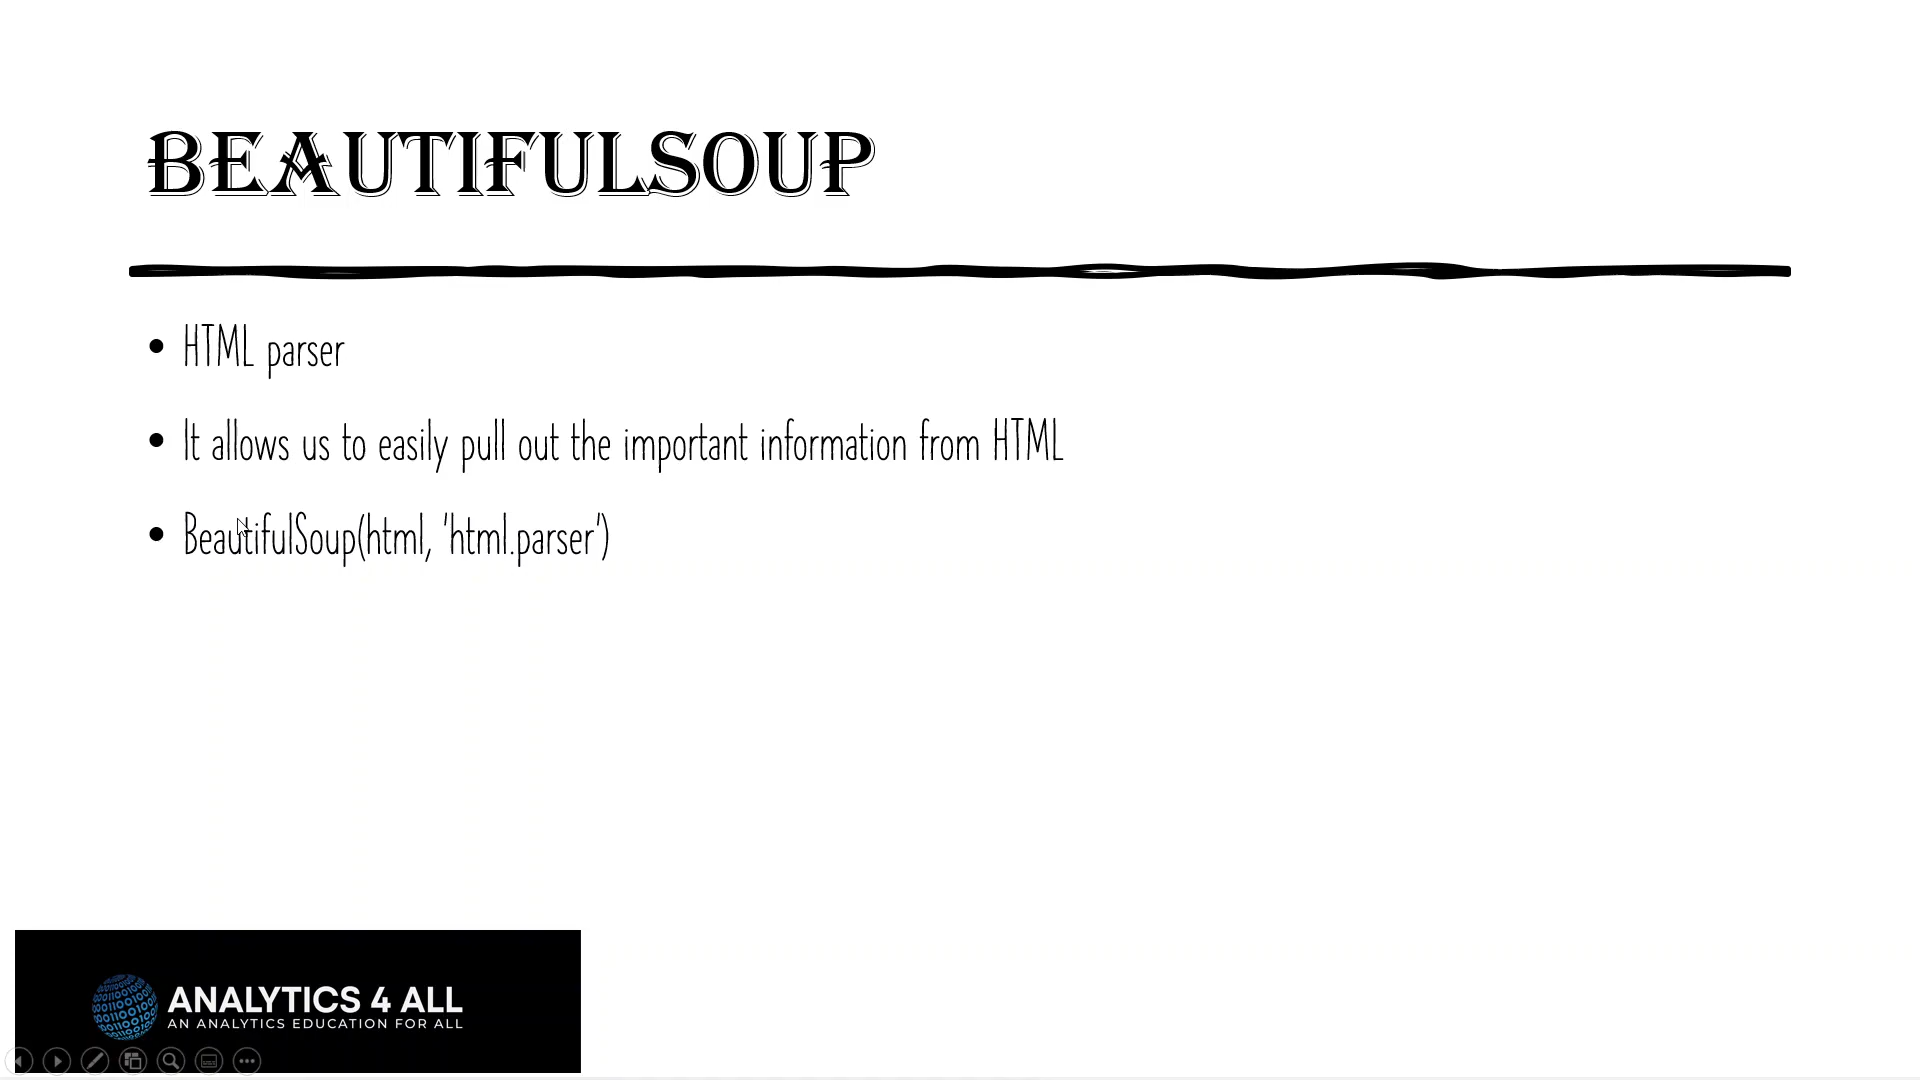 BEAUTIFULSOUP
• HTML parser
• It allows us to easily pull out the important information from HTML
• BeautifulSoup(html, 'html.parser')
ANALYTICS 4 ALL
AN ANALYTICS EDUCATION FOR ALL